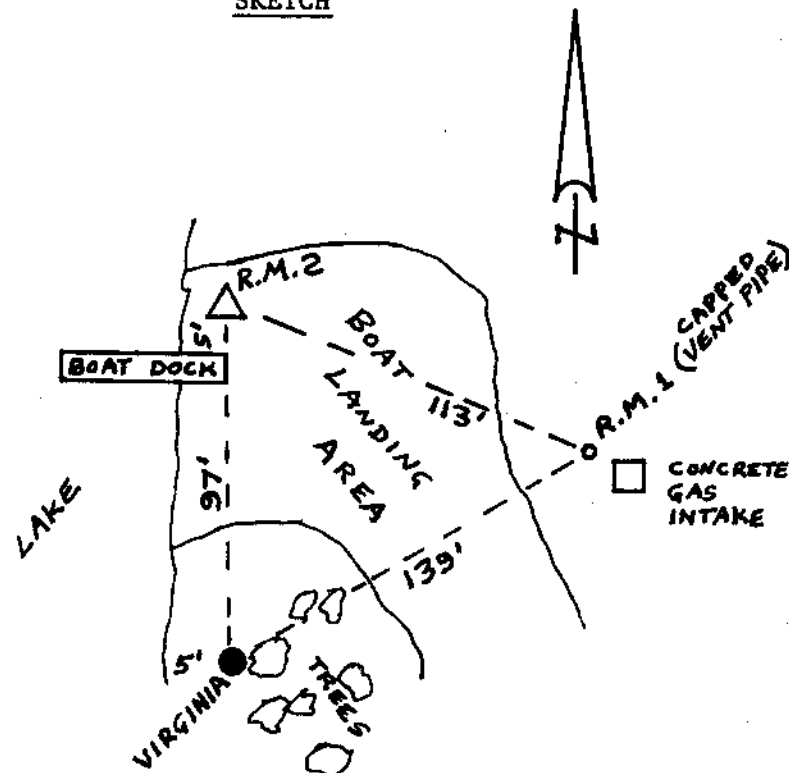 SKETCH
N
R.M.2
5'
BOAT DOCK
BOAT
LANDING
AREA
113'
R.M.1 (CAPPED
VENT PIPE)
CONCRETE
GAS
INTAKE
97'
LAKE
139'
5'
VIRGINIA
TREES